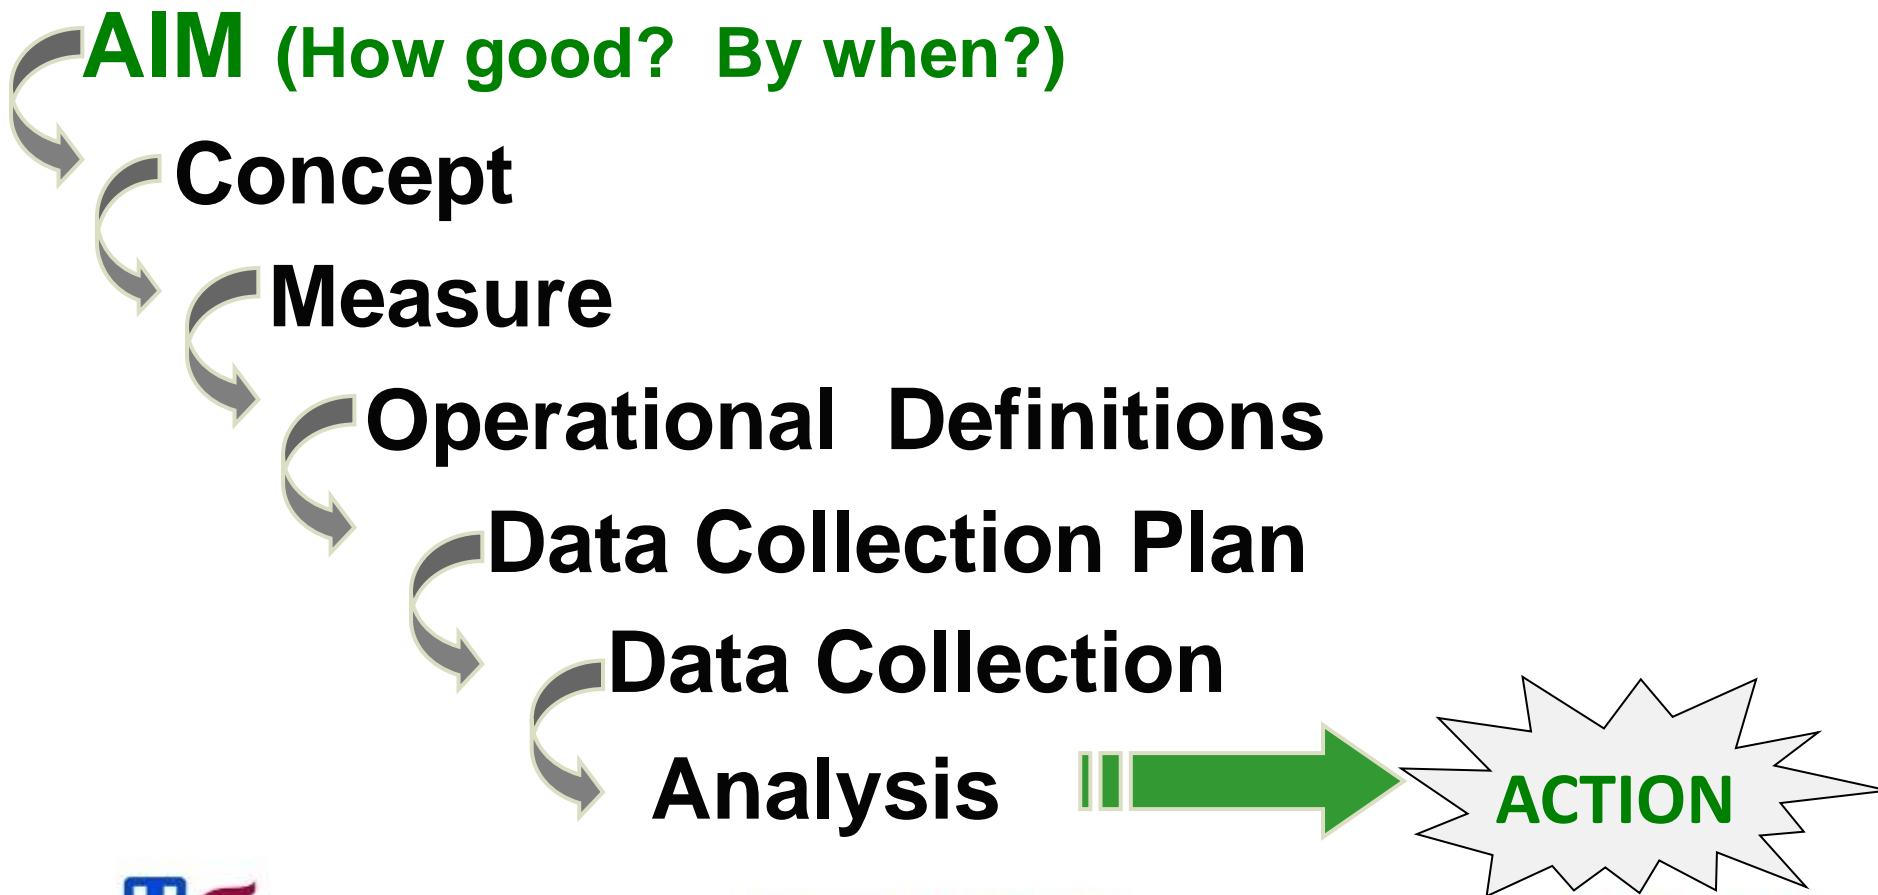 AIM (How good? By when?)
Concept
Measure
Operational Definitions
Data Collection Plan
Data Collection
Analysis
ACTION